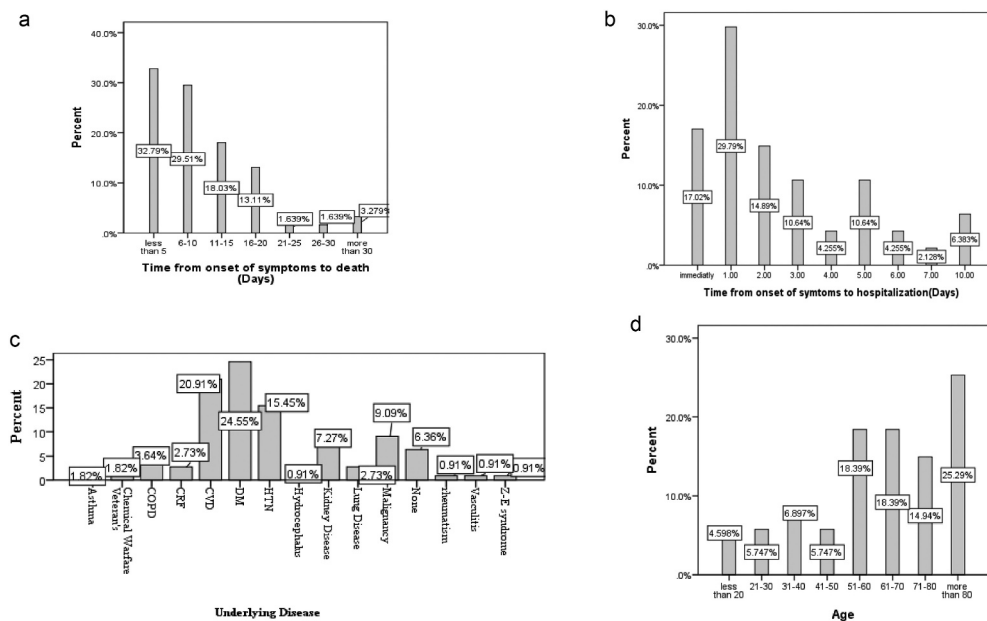 a
40.0%
30.0%
20.0%
10.0%
.0%
Percent
32.79%
29.51%
18.03%
13.11%
1.639%
1.639%
3.279%
less than 5
6-10
11-15
16-20
21-25
26-30
more than 30
Time from onset of symptoms to death
(Days)
b
30.0%
20.0%
10.0%
.0%
Percent
17.02%
29.79%
14.89%
10.64%
4.255%
10.64%
4.255%
2.128%
6.383%
immediatly
1.00
2.00
3.00
4.00
5.00
6.00
7.00
10.00
Time from onset of symtoms to hospitalization(Days)
c
25
20
15
10
5
0
Percent
1.82%
1.82%
3.64%
2.73%
20.91%
24.55%
15.45%
0.91%
7.27%
2.73%
9.09%
6.36%
0.91%
0.91%
0.91%
Asthma
Chemical Warfare
Veteran's
COPD
CRF
CVD
DM
HTN
Hydrocephalus
Kidney Disease
Lung Disease
Malignancy
None
rheumatism
Vasculitis
Z-E syndrome
Underlying Disease
d
30.0%
20.0%
10.0%
.0%
Percent
4.598%
5.747%
6.897%
5.747%
18.39%
18.39%
14.94%
25.29%
less than 20
21-30
31-40
41-50
51-60
61-70
71-80
more than 80
Age